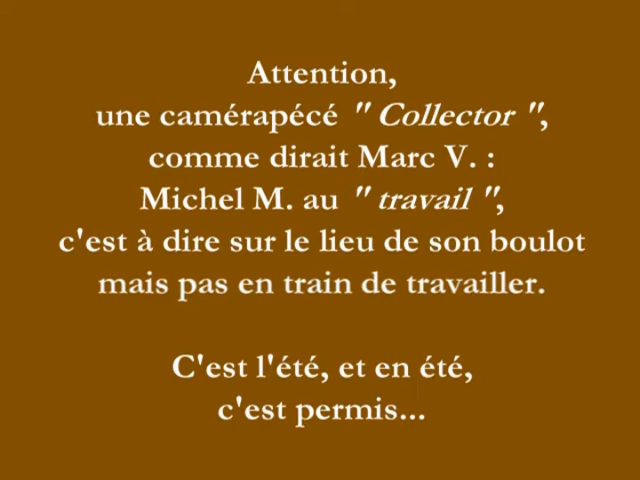 Attention,
une camérapécé " Collector ",
comme dirait Marc V. :
Michel M. au " travail ",
c'est à dire sur le lieu de son boulot
mais pas en train de travailler.
C'est l'été, et en été,
c'est permis...